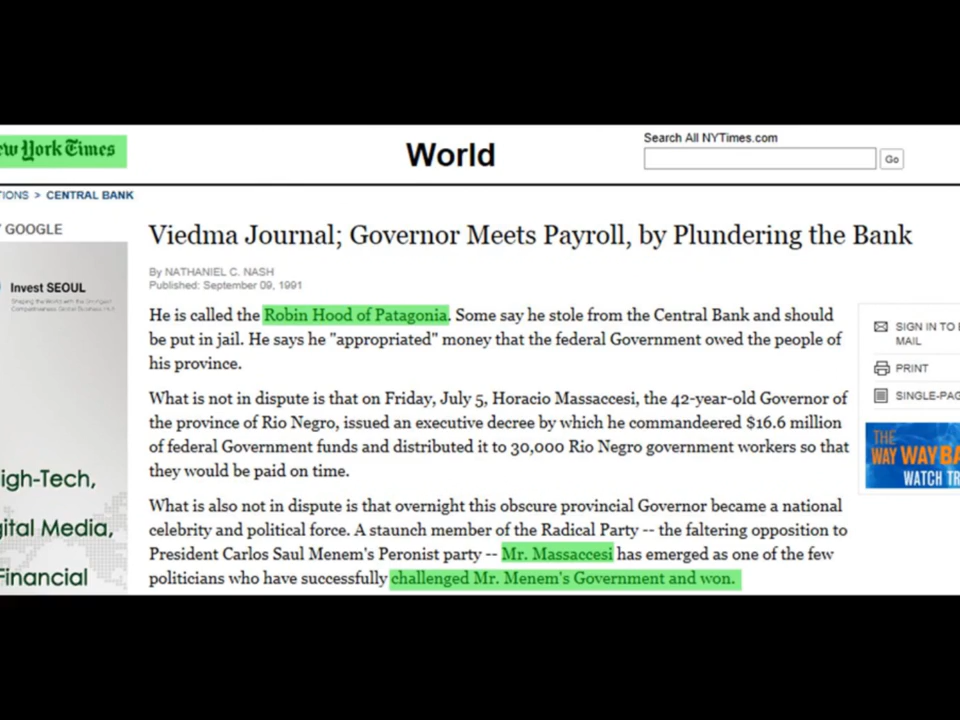 ew York Times
World
Search All NYTimes.com
Go
TIONS > CENTRAL BANK
Y GOOGLE
Invest SEOUL
igh-Tech,
gital Media,
Financial
Viedma Journal; Governor Meets Payroll, by Plundering the Bank
By NATHANIEL C. NASH
Published: September 09, 1991
He is called the Robin Hood of Patagonia. Some say he stole from the Central Bank and should
be put in jail. He says he "appropriated" money that the federal Government owed the people of
his province.
What is not in dispute is that on Friday, July 5, Horacio Massaccesi, the 42-year-old Governor of
the province of Rio Negro, issued an executive decree by which he commandeered $16.6 million
of federal Government funds and distributed it to 30,000 Rio Negro government workers so that
they would be paid on time.
What is also not in dispute is that overnight this obscure provincial Governor became a national
celebrity and political force. A staunch member of the Radical Party -- the faltering opposition to
President Carlos Saul Menem's Peronist party -- Mr. Massaccesi has emerged as one of the few
politicians who have successfully challenged Mr. Menem's Government and won.
SIGN IN TO E
MAIL
PRINT
SINGLE-PAG
THE
WAY WAY BA
WATCH TR